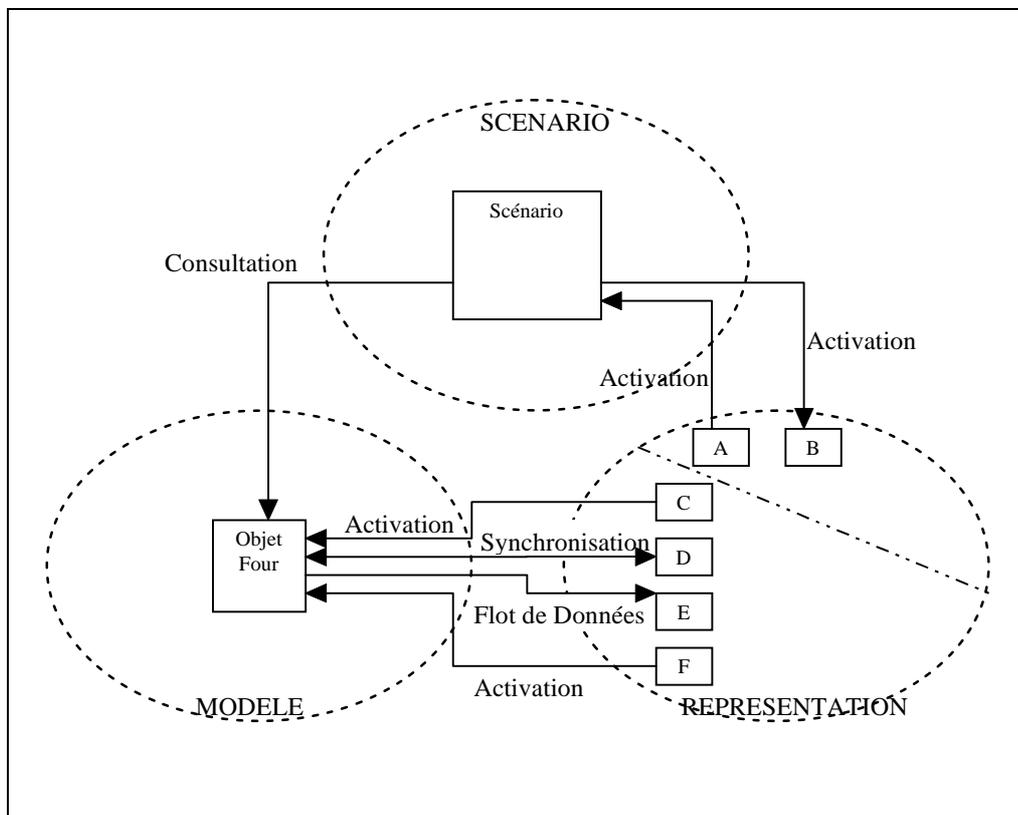 SCENARIO
Scénario
Consultation
Activation
Activation
A
B
C
Activation
Objet
Four
Synchronisation
D
E
Flot de Données
F
Activation
MODELE
REPRESENTATION